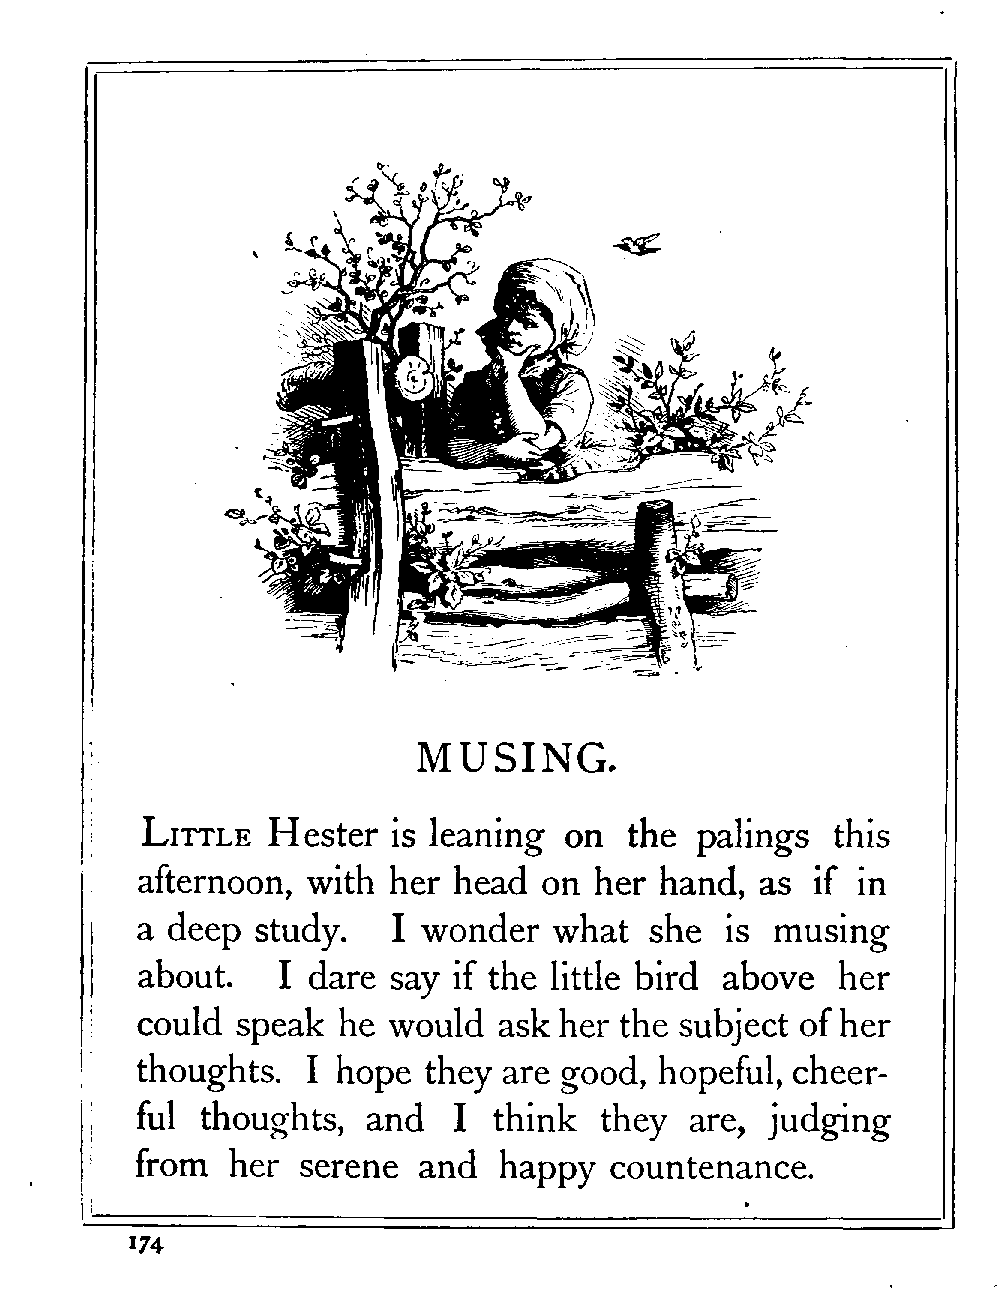 MUSING.
LITTLE Hester is leaning on the palings this
afternoon, with her head on her hand, as if in
a deep study. I wonder what she is musing
about. I dare say if the little bird above her
could speak he would ask her the subject of her
thoughts. I hope they are good, hopeful, cheer-
ful thoughts, and I think they are, judging
from her serene and happy countenance.
174